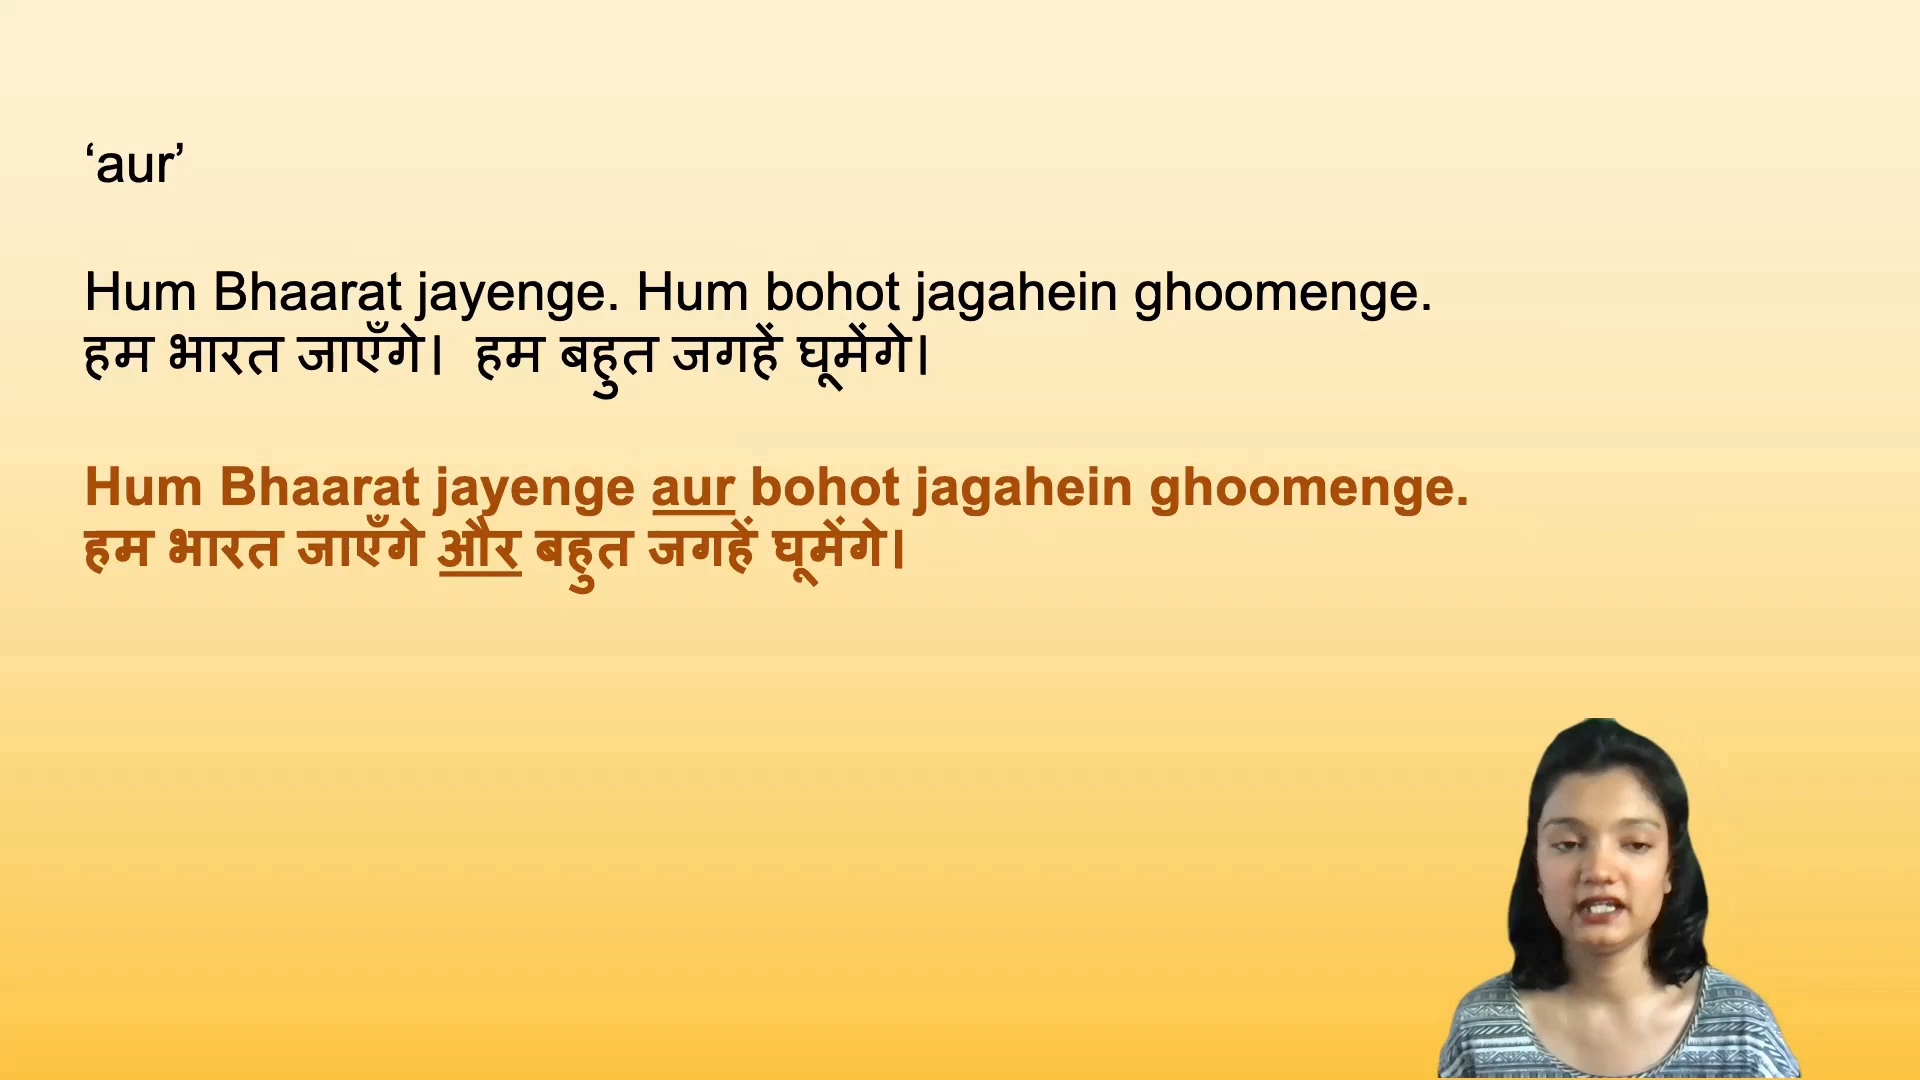 ‘aur’
Hum Bhaarat jayenge. Hum bohot jagahein ghoomenge.
हम भारत जाएँगे। हम बहुत जगहें घूमेंगे।
Hum Bhaarat jayenge aur bohot jagahein ghoomenge.
हम भारत जाएँगे और बहुत जगहें घूमेंगे।